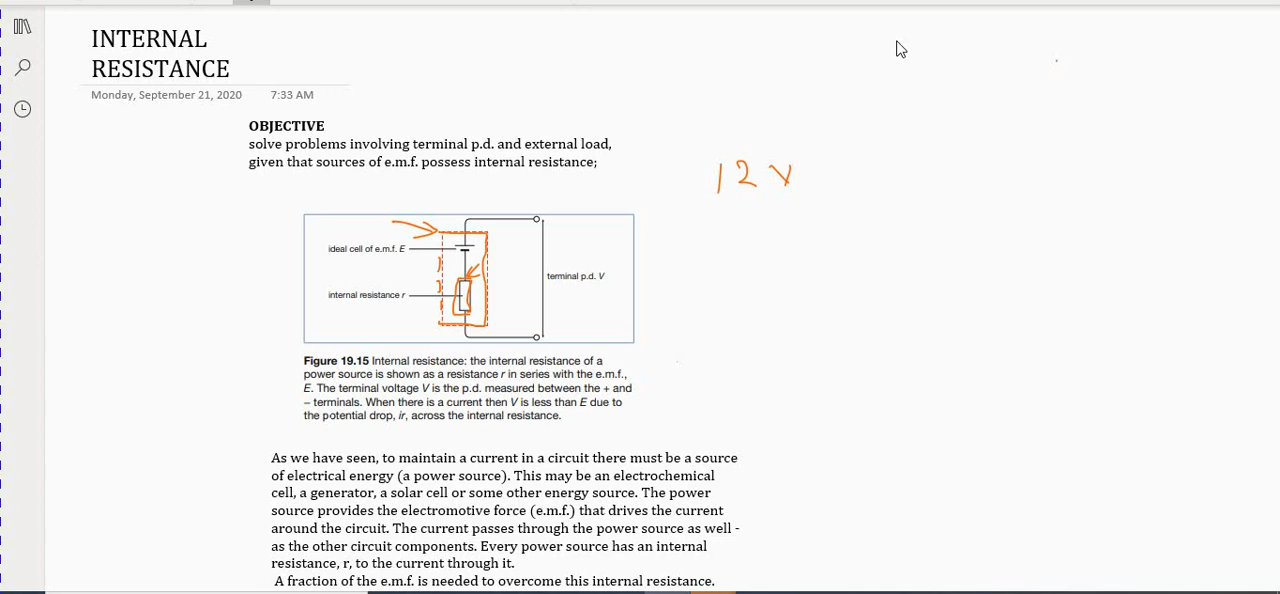 INTERNAL
RESISTANCE
Monday, September 21, 2020 7:33 AM
OBJECTIVE
solve problems involving terminal p.d. and external load,
given that sources of e.m.f. possess internal resistance;
12 V
ideal cell of e.m.f. E
terminal p.d. V
internal resistance r
Figure 19.15 Internal resistance: the internal resistance of a
power source is shown as a resistance r in series with the e.m.f.,
E. The terminal voltage V is the p.d. measured between the + and
– terminals. When there is a current then V is less than E due to
the potential drop, ir, across the internal resistance.
As we have seen, to maintain a current in a circuit there must be a source
of electrical energy (a power source). This may be an electrochemical
cell, a generator, a solar cell or some other energy source. The power
source provides the electromotive force (e.m.f.) that drives the current
around the circuit. The current passes through the power source as well -
as the other circuit components. Every power source has an internal
resistance, r, to the current through it.
A fraction of the e.m.f. is needed to overcome this internal resistance.